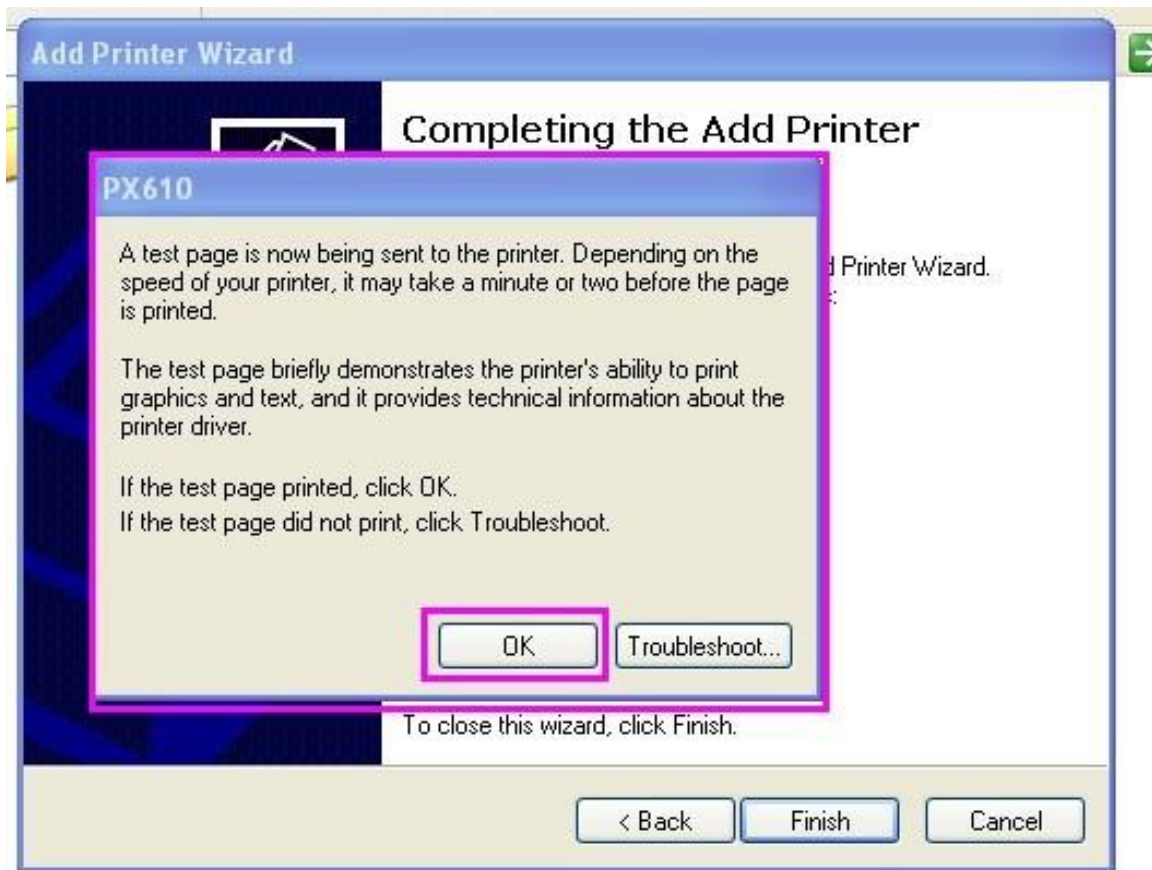 Add Printer Wizard
Completing the Add Printer
PX610
A test page is now being sent to the printer. Depending on the
speed of your printer, it may take a minute or two before the page
is printed.
The test page briefly demonstrates the printer's ability to print
graphics and text, and it provides technical information about the
printer driver.
If the test page printed, click OK.
If the test page did not print, click Troubleshoot.
OK
Troubleshoot...
Printer Wizard.
To close this wizard, click Finish.
< Back
Finish
Cancel